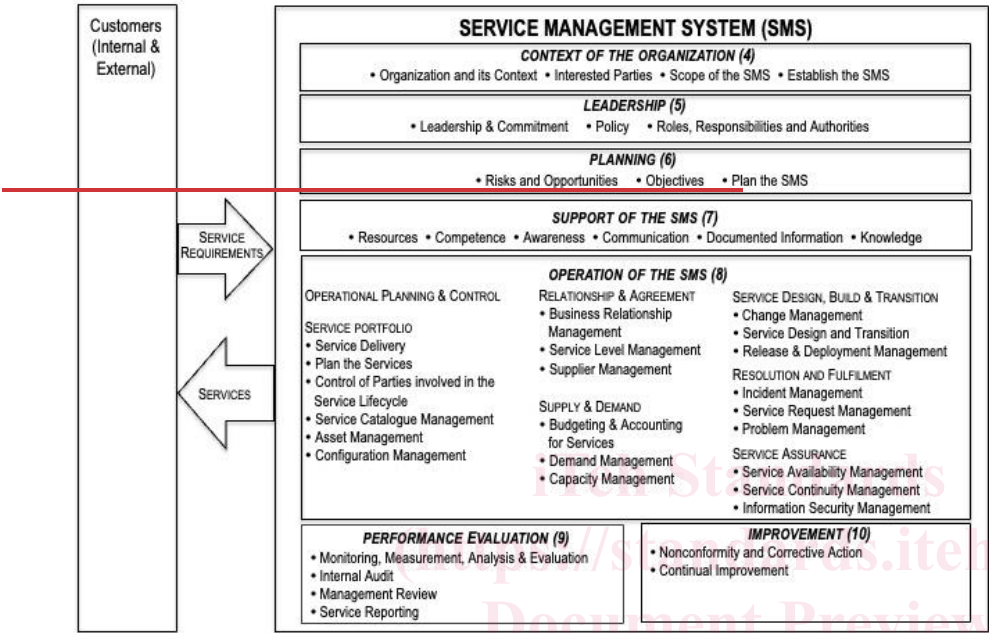 Customers
(Internal &
External)
SERVICE MANAGEMENT SYSTEM (SMS)
CONTEXT OF THE ORGANIZATION (4)
• Organization and its Context • Interested Parties • Scope of the SMS • Establish the SMS
LEADERSHIP (5)
• Leadership & Commitment • Policy • Roles, Responsibilities and Authorities
PLANNING (6)
• Risks and Opportunities • Objectives • Plan the SMS
SUPPORT OF THE SMS (7)
• Resources • Competence • Awareness • Communication • Documented Information • Knowledge
SERVICE
REQUIREMENTS
SERVICES
OPERATION OF THE SMS (8)
OPERATIONAL PLANNING & CONTROL
SERVICE PORTFOLIO
• Service Delivery
• Plan the Services
• Control of Parties involved in the
Service Lifecycle
• Service Catalogue Management
• Asset Management
• Configuration Management
RELATIONSHIP & AGREEMENT
• Business Relationship
Management
• Service Level Management
• Supplier Management
SUPPLY & DEMAND
• Budgeting & Accounting
for Services
• Demand Management
• Capacity Management
SERVICE DESIGN, BUILD & TRANSITION
• Change Management
• Service Design and Transition
• Release & Deployment Management
RESOLUTION AND FULFILMENT
• Incident Management
• Service Request Management
• Problem Management
SERVICE ASSURANCE
• Service Availability Management
• Service Continuity Management
• Information Security Management
PERFORMANCE EVALUATION (9)
• Monitoring, Measurement, Analysis & Evaluation
• Internal Audit
• Management Review
• Service Reporting
IMPROVEMENT (10)
• Nonconformity and Corrective Action
• Continual Improvement
iTeh Standards
(https://standards.iteh
Document Preview